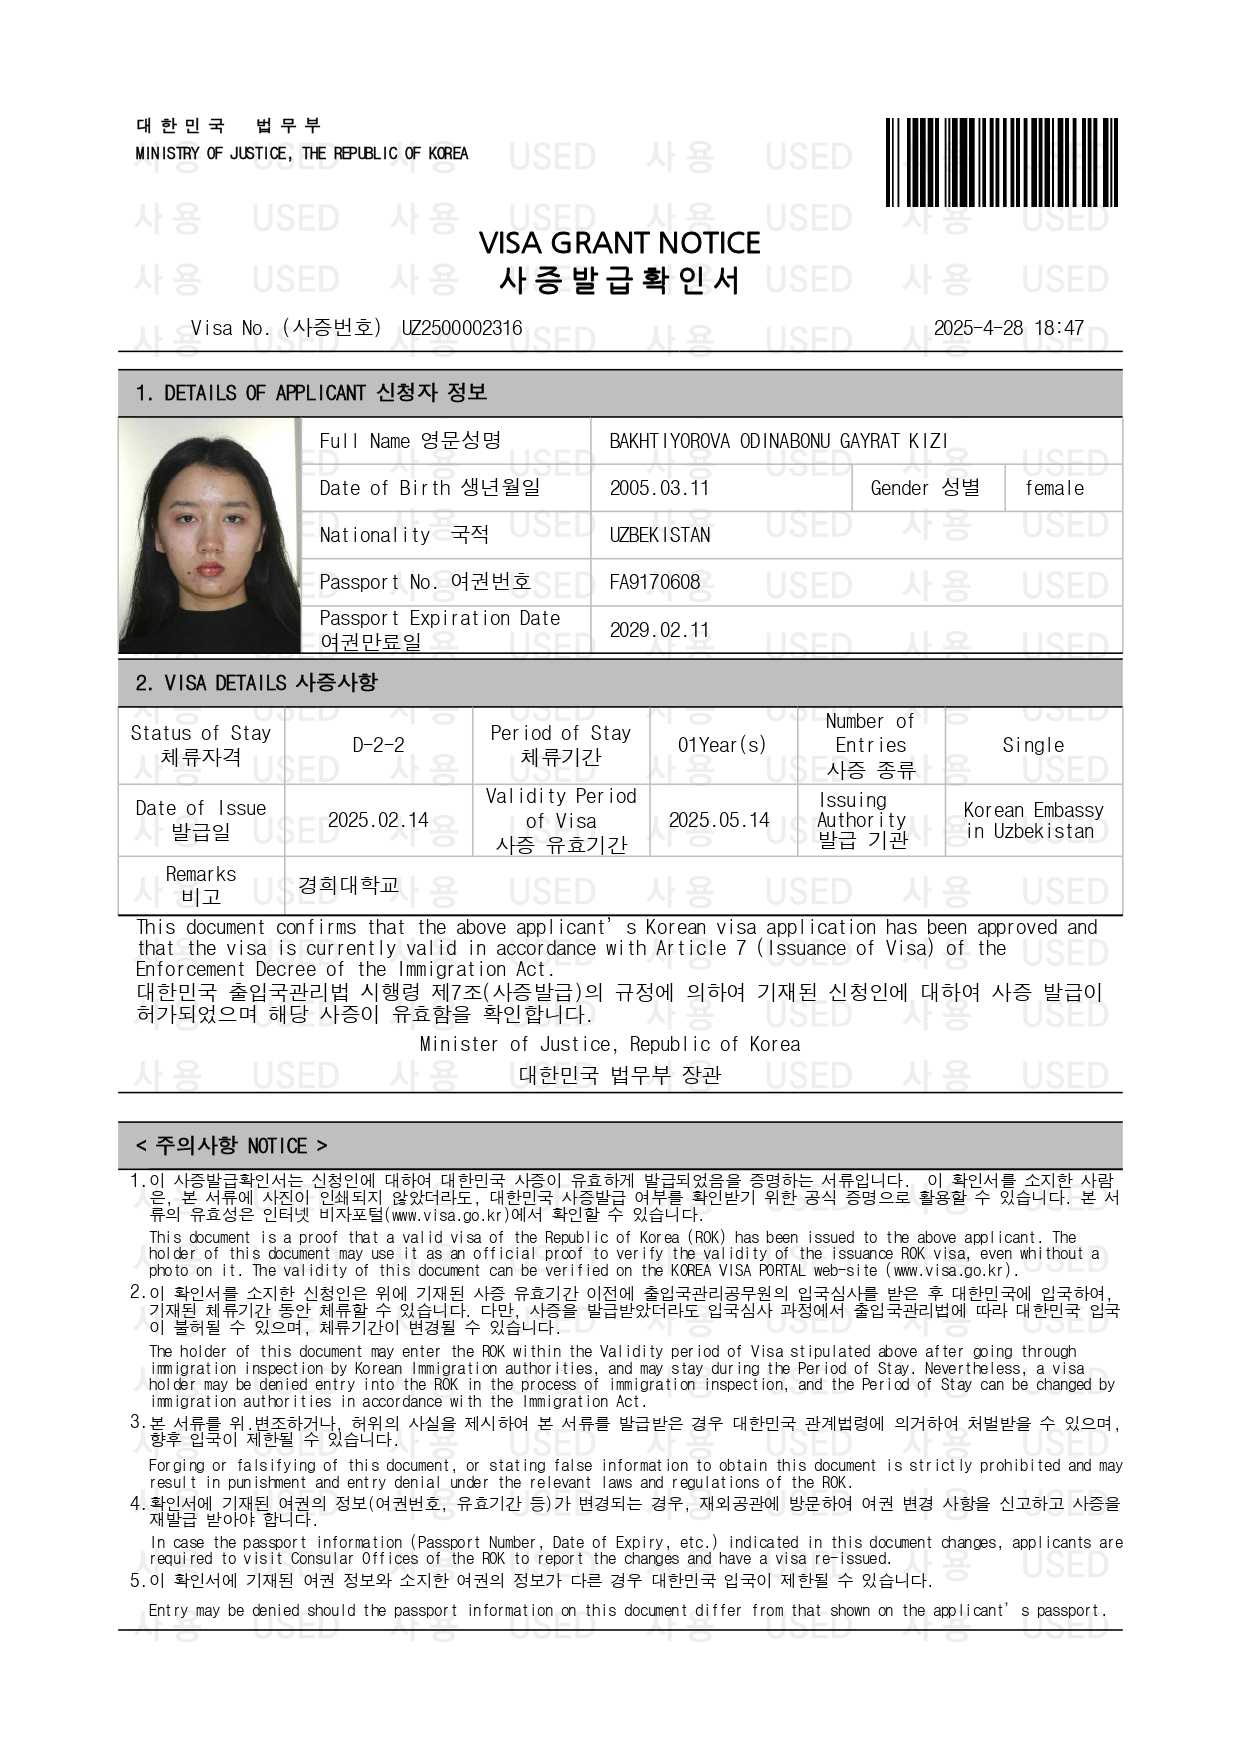 대한민국 법무부
MINISTRY OF JUSTICE, THE REPUBLIC OF KOREA
VISA GRANT NOTICE
사증발급확인서
Visa No. (사증번호) UZ2500002316 2025-4-28 18:47
1. DETAILS OF APPLICANT 신청자 정보
Full Name 영문성명 BAKHTIYOROVA ODINABONU GAYRAT KIZI
Date of Birth 생년월일 2005.03.11 Gender 성별 female
Nationality 국적 UZBEKISTAN
Passport No. 여권번호 FA9170608
Passport Expiration Date
여권만료일 2029.02.11
2. VISA DETAILS 사증사항
Status of Stay
체류자격
D-2-2
Period of Stay
체류기간
01Year(s)
Number of
Entries
사증 종류
Single
Date of Issue
발급일
2025.02.14
Validity Period
of Visa
사증 유효기간
2025.05.14
Issuing
Authority
발급 기관
Korean Embassy
in Uzbekistan
Remarks
비고
경희대학교
This document confirms that the above applicant’s Korean visa application has been approved and
that the visa is currently valid in accordance with Article 7 (Issuance of Visa) of the
Enforcement Decree of the Immigration Act.
대한민국 출입국관리법 시행령 제7조(사증발급)의 규정에 의하여 기재된 신청인에 대하여 사증 발급이
허가되었으며 해당 사증이 유효함을 확인합니다.
Minister of Justice, Republic of Korea
대한민국 법무부 장관
< 주의사항 NOTICE >
1.이 사증발급확인서는 신청인에 대하여 대한민국 사증이 유효하게 발급되었음을 증명하는 서류입니다. 이 확인서를 소지한 사람
은, 본 서류에 사진이 인쇄되지 않았더라도, 대한민국 사증발급 여부를 확인받기 위한 공식 증명으로 활용할 수 있습니다. 본 서
류의 유효성은 인터넷 비자포털(www.visa.go.kr)에서 확인할 수 있습니다.
This document is a proof that a valid visa of the Republic of Korea (ROK) has been issued to the above applicant. The
holder of this document may use it as an official proof to verify the validity of the issuance ROK visa, even whithout a
photo on it. The validity of this document can be verified on the KOREA VISA PORTAL web-site (www.visa.go.kr).
2.이 확인서를 소지한 신청인은 위에 기재된 사증 유효기간 이전에 출입국관리공무원의 입국심사를 받은 후 대한민국에 입국하여,
기재된 체류기간 동안 체류할 수 있습니다. 다만, 사증을 발급받았더라도 입국심사 과정에서 출입국관리법에 따라 대한민국 입국
이 불허될 수 있으며, 체류기간이 변경될 수 있습니다.
The holder of this document may enter the ROK within the Validity period of Visa stipulated above after going through
immigration inspection by Korean Immigration authorities, and may stay during the Period of Stay. Nevertheless, a visa
holder may be denied entry into the ROK in the process of immigration inspection, and the Period of Stay can be changed by
immigration authorities in accordance with the Immigration Act.
3.본 서류를 위.변조하거나, 허위의 사실을 제시하여 본 서류를 발급받은 경우 대한민국 관계법령에 의거하여 처벌받을 수 있으며,
향후 입국이 제한될 수 있습니다.
Forging or falsifying of this document, or stating false information to obtain this document is strictly prohibited and may
result in punishment and entry denial under the relevant laws and regulations of the ROK.
4.확인서에 기재된 여권의 정보(여권번호, 유효기간 등)가 변경되는 경우, 재외공관에 방문하여 여권 변경 사항을 신고하고 사증을
재발급 받아야 합니다.
In case the passport information (Passport Number, Date of Expiry, etc.) indicated in this document changes, applicants are
required to visit Consular Offices of the ROK to report the changes and have a visa re-issued.
5.이 확인서에 기재된 여권 정보와 소지한 여권의 정보가 다른 경우 대한민국 입국이 제한될 수 있습니다.
Entry may be denied should the passport information on this document differ from that shown on the applicant’s passport.
사용 USED